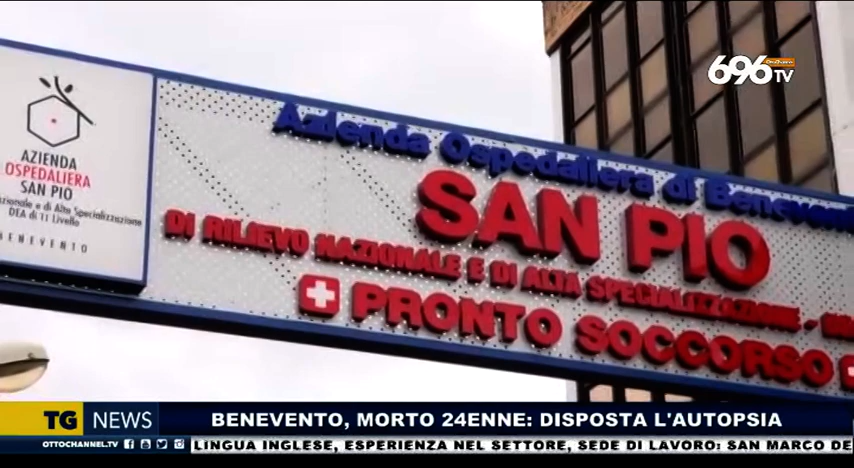 696 TV
OttoChannel
AZIENDA
OSPEDALIERA
SAN PIO
DEA di II Livello
BENEVENTO
Azienda Ospedaliera di Benevento
SAN PIO
DI RILIEVO NAZIONALE E DI ALTA SPECIALIZZAZIONE -
PRONTO SOCCORSO
TG NEWS
BENEVENTO, MORTO 24ENNE: DISPOSTA L'AUTOPSIA
OTTOCHANNEL.TV
LINGUA INGLESE, ESPERIENZA NEL SETTORE, SEDE DI LAVORO: SAN MARCO DE